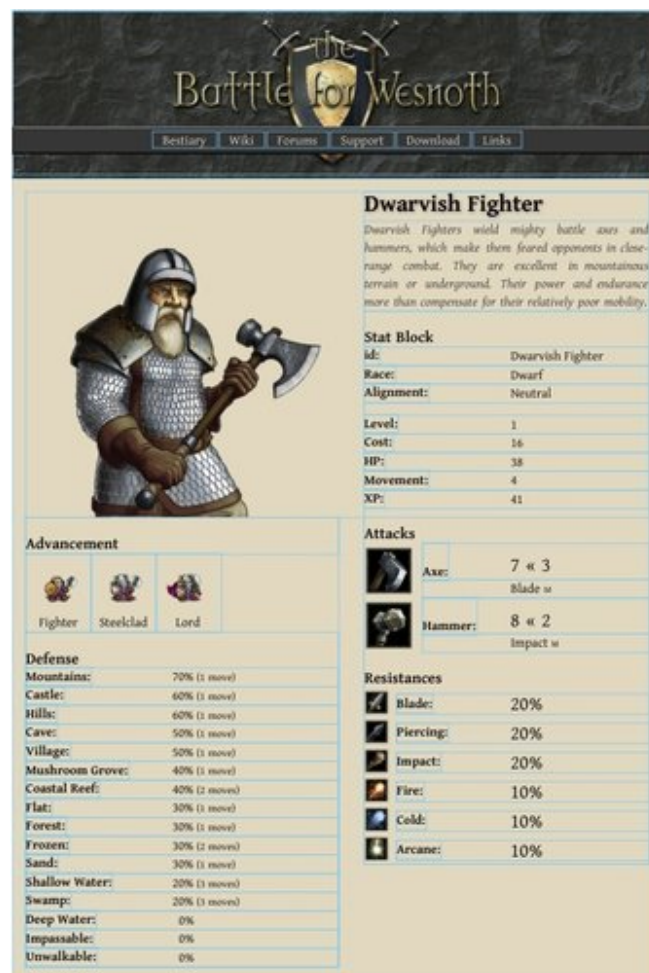 The
Battle for Wesnoth
Bestiary Wiki Forums Support Download Links
Dwarvish Fighter
Dwarvish Fighters wield mighty battle axes and
hammers, which make them feared opponents in close-
range combat. They are excellent in mountainous
terrain or underground. Their power and endurance
more than compensate for their relatively poor mobility.
Stat Block
id: Dwarvish Fighter
Race: Dwarf
Alignment: Neutral
Level: 1
Cost: 16
HP: 38
Movement: 4
XP: 41
Advancement
Fighter Steelclad Lord
Defense
Mountains: 70% (1 move)
Castle: 60% (1 move)
Hills: 60% (1 move)
Cave: 50% (1 move)
Village: 50% (1 move)
Mushroom Grove: 40% (1 move)
Coastal Reef: 40% (2 moves)
Flat: 30% (1 move)
Forest: 30% (1 move)
Frozen: 30% (2 moves)
Sand: 30% (1 move)
Shallow Water: 20% (3 moves)
Swamp: 20% (3 moves)
Deep Water: 0%
Impassable: 0%
Unwalkable: 0%
Attacks
Axe: 7 « 3
Blade M
Hammer: 8 « 2
Impact M
Resistances
Blade: 20%
Piercing: 20%
Impact: 20%
Fire: 10%
Cold: 10%
Arcane: 10%